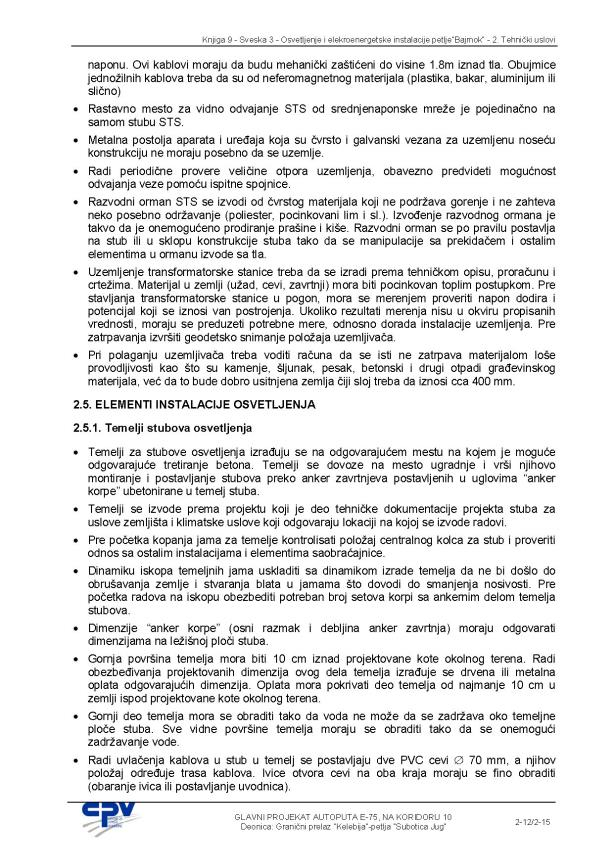 Knjiga 9 - Sveska 3 - Osvetljenje i elekroenergetske instalacije petlje"Bajmok" - 2. Tehnički uslovi
naponu. Ovi kablovi moraju da budu mehanički zaštićeni do visine 1.8m iznad tla. Obujmice
jednožilnih kablova treba da su od neferomagnetnog materijala (plastika, bakar, aluminijum ili
slično)
• Rastavno mesto za vidno odvajanje STS od srednjenaponske mreže je pojedinačno na
samom stubu STS.
• Metalna postolja aparata i uređaja koja su čvrsto i galvanski vezana za uzemljenu noseću
konstrukciju ne moraju posebno da se uzemlje.
• Radi periodične provere veličine otpora uzemljenja, obavezno predvideti mogućnost
odvajanja veze pomoću ispitne spojnice.
• Razvodni orman STS se izvodi od čvrstog materijala koji ne podržava gorenje i ne zahteva
neko posebno održavanje (poliester, pocinkovani lim i sl.). Izvođenje razvodnog ormana je
takvo da je onemogućeno prodiranje prašine i kiše. Razvodni orman se po pravilu postavlja
na stub ili u sklopu konstrukcije stuba tako da se manipulacije sa prekidačem i ostalim
elementima u ormanu izvode sa tla.
• Uzemljenje transformatorske stanice treba da se izradi prema tehničkom opisu, proračunu i
crtežima. Materijal u zemlji (užad, cevi, zavrtnji) mora biti pocinkovan toplim postupkom. Pre
stavljanja transformatorske stanice u pogon, mora se merenjem proveriti napon dodira i
potencijal koji se iznosi van postrojenja. Ukoliko rezultati merenja nisu u okviru propisanih
vrednosti, moraju se preduzeti potrebne mere, odnosno dorada instalacije uzemljenja. Pre
zatrpavanja izvršiti geodetsko snimanje položaja uzemljivača.
• Pri polaganju uzemljivača treba voditi računa da se isti ne zatrpava materijalom loše
provodljivosti kao što su kamenje, šljunak, pesak, betonski i drugi otpadi građevinskog
materijala, već da to bude dobro usitnjena zemlja čiji sloj treba da iznosi cca 400 mm.
2.5. ELEMENTI INSTALACIJE OSVETLJENJA
2.5.1. Temelji stubova osvetljenja
• Temelji za stubove osvetljenja izrađuju se na odgovarajućem mestu na kojem je moguće
odgovarajuće tretiranje betona. Temelji se dovoze na mesto ugradnje i vrši njihovo
montiranje i postavljanje stubova preko anker zavrtnjeva postavljenih u uglovima "anker
korpe" ubetonirane u temelj stuba.
• Temelji se izvode prema projektu koji je deo tehničke dokumentacije projekta stuba za
uslove zemljišta i klimatske uslove koji odgovaraju lokaciji na kojoj se izvode radovi.
• Pre početka kopanja jama za temelje kontrolisati položaj centralnog kolca za stub i proveriti
odnos sa ostalim instalacijama i elementima saobraćajnice.
• Dinamiku iskopa temeljnih jama uskladiti sa dinamikom izrade temelja da ne bi došlo do
obrušavanja zemlje i stvaranja blata u jamama što dovodi do smanjenja nosivosti. Pre
početka radova na iskopu obezbediti potreban broj setova korpi sa ankernim delom temelja
stubova.
• Dimenzije "anker korpe" (osni razmak i debljina anker zavrtnja) moraju odgovarati
dimenzijama na ležišnoj ploči stuba.
• Gornja površina temelja mora biti 10 cm iznad projektovane kote okolnog terena. Radi
obezbeđivanja projektovanih dimenzija ovog dela temelja izrađuje se drvena ili metalna
oplata odgovarajućih dimenzija. Oplata mora pokrivati deo temelja od najmanje 10 cm u
zemlji ispod projektovane kote okolnog terena.
• Gornji deo temelja mora se obraditi tako da voda ne može da se zadržava oko temeljne
ploče stuba. Sve vidne površine temelja moraju se obraditi tako da se onemogući
zadržavanje vode.
• Radi uvlačenja kablova u stub u temelj se postavljaju dve PVC cevi ∅ 70 mm, a njihov
položaj određuje trasa kablova. Ivice otvora cevi na oba kraja moraju se fino obraditi
(obaranje ivica ili postavljanje uvodnica).
CPV
GLAVNI PROJEKAT AUTOPUTA E-75, NA KORIDORU 10
Deonica: Granični prelaz "Kelebija"-petlja "Subotica Jug"
2-12/2-15